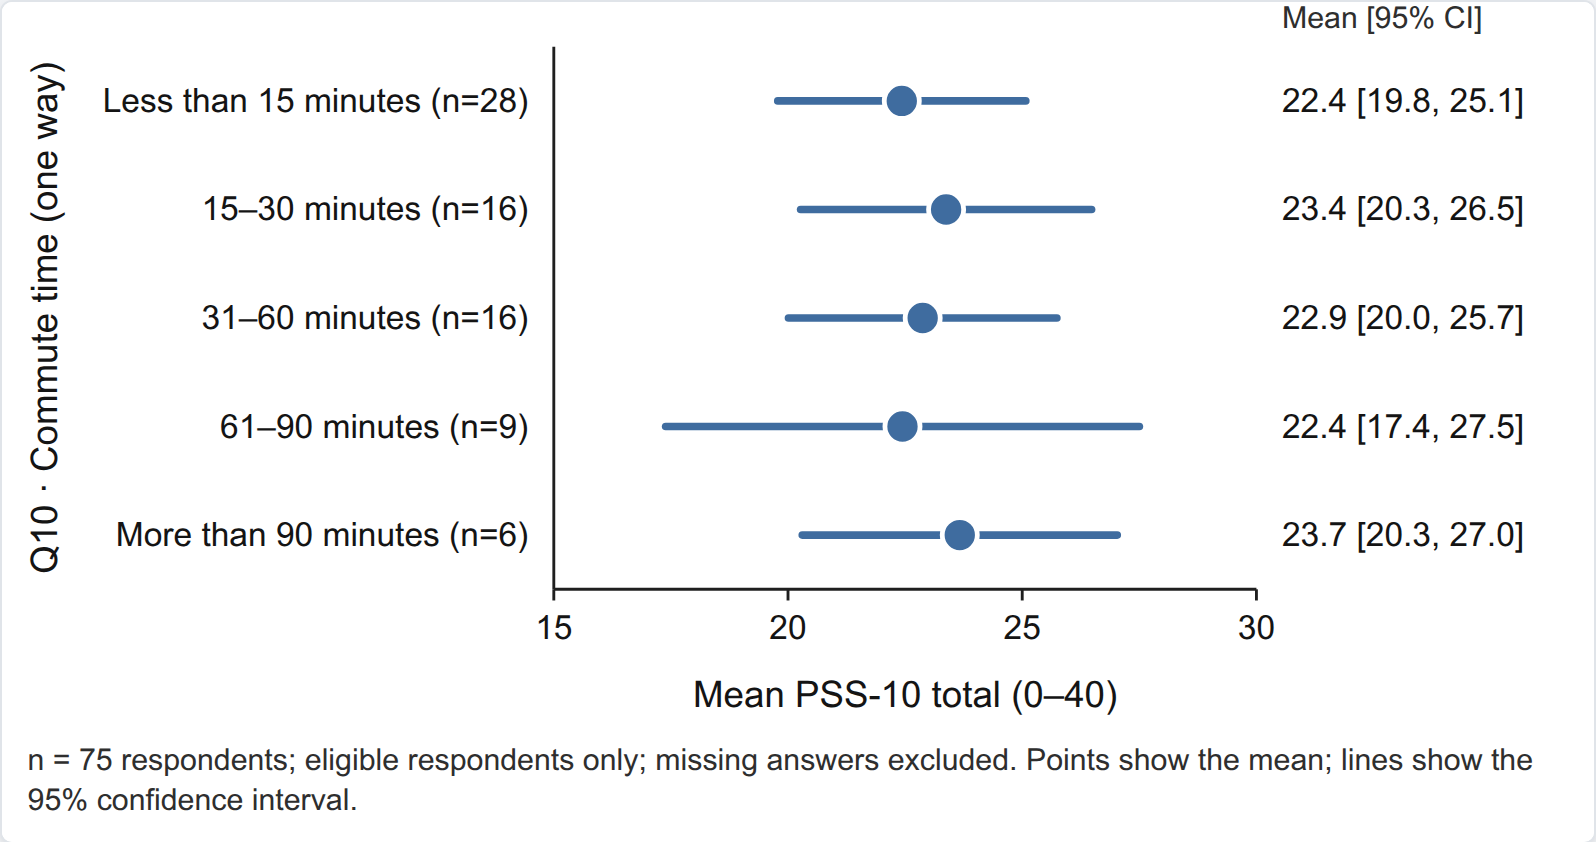 Mean [95% CI]
Q10 · Commute time (one way)
Less than 15 minutes (n=28) 22.4 [19.8, 25.1]
15–30 minutes (n=16) 23.4 [20.3, 26.5]
31–60 minutes (n=16) 22.9 [20.0, 25.7]
61–90 minutes (n=9) 22.4 [17.4, 27.5]
More than 90 minutes (n=6) 23.7 [20.3, 27.0]
15 20 25 30
Mean PSS-10 total (0–40)
n = 75 respondents; eligible respondents only; missing answers excluded. Points show the mean; lines show the
95% confidence interval.